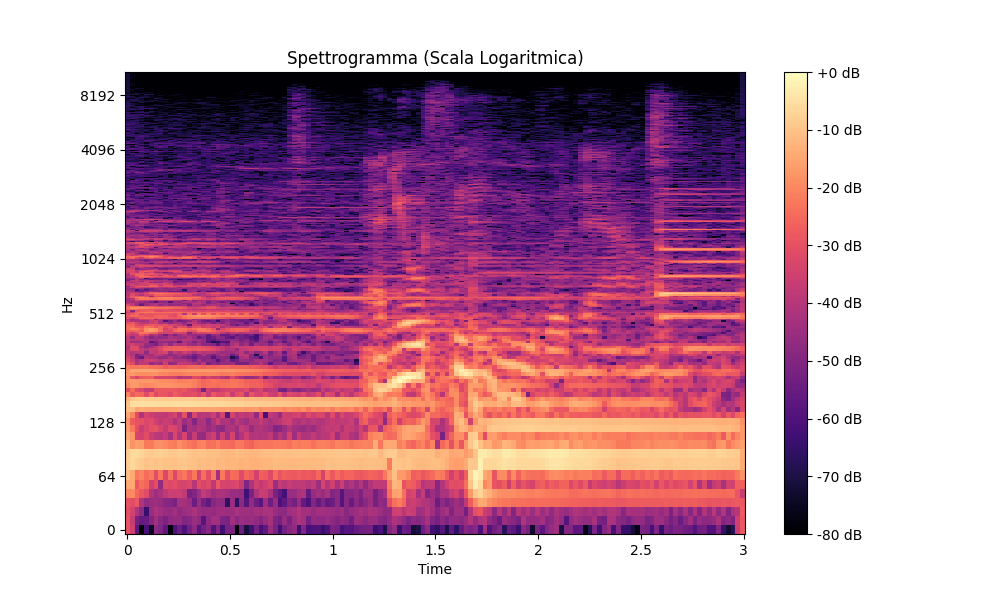 Spettrogramma (Scala Logaritmica)
Hz
8192
4096
2048
1024
512
256
128
64
0
0
0.5
1
1.5
2
2.5
3
Time
+0 dB
-10 dB
-20 dB
-30 dB
-40 dB
-50 dB
-60 dB
-70 dB
-80 dB